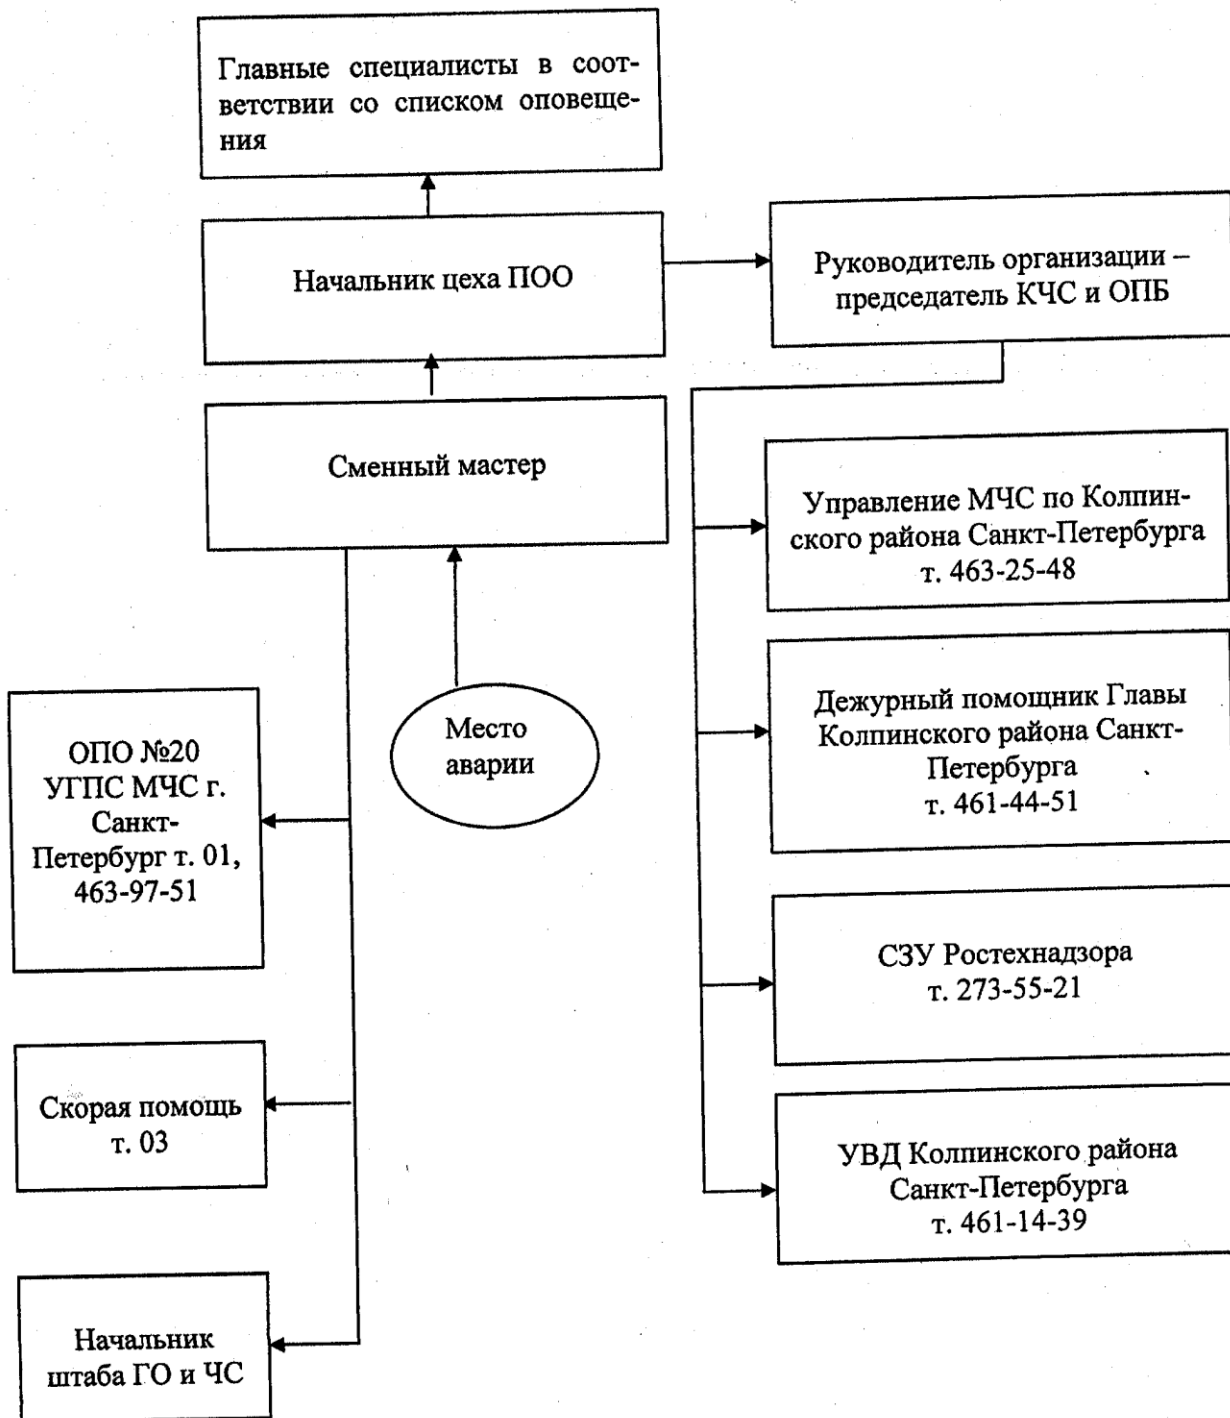 Главные специалисты в соот-
ветствии со списком оповеще-
ния
Начальник цеха ПОО
Руководитель организации –
председатель КЧС и ОПБ
Сменный мастер
Управление МЧС по Колпин-
ского района Санкт-Петербурга
т. 463-25-48
Дежурный помощник Главы
Колпинского района Санкт-
Петербурга
т. 461-44-51
Место
аварии
ОПО №20
УГПС МЧС г.
Санкт-
Петербург т. 01,
463-97-51
СЗУ Ростехнадзора
т. 273-55-21
Скорая помощь
т. 03
УВД Колпинского района
Санкт-Петербурга
т. 461-14-39
Начальник
штаба ГО и ЧС